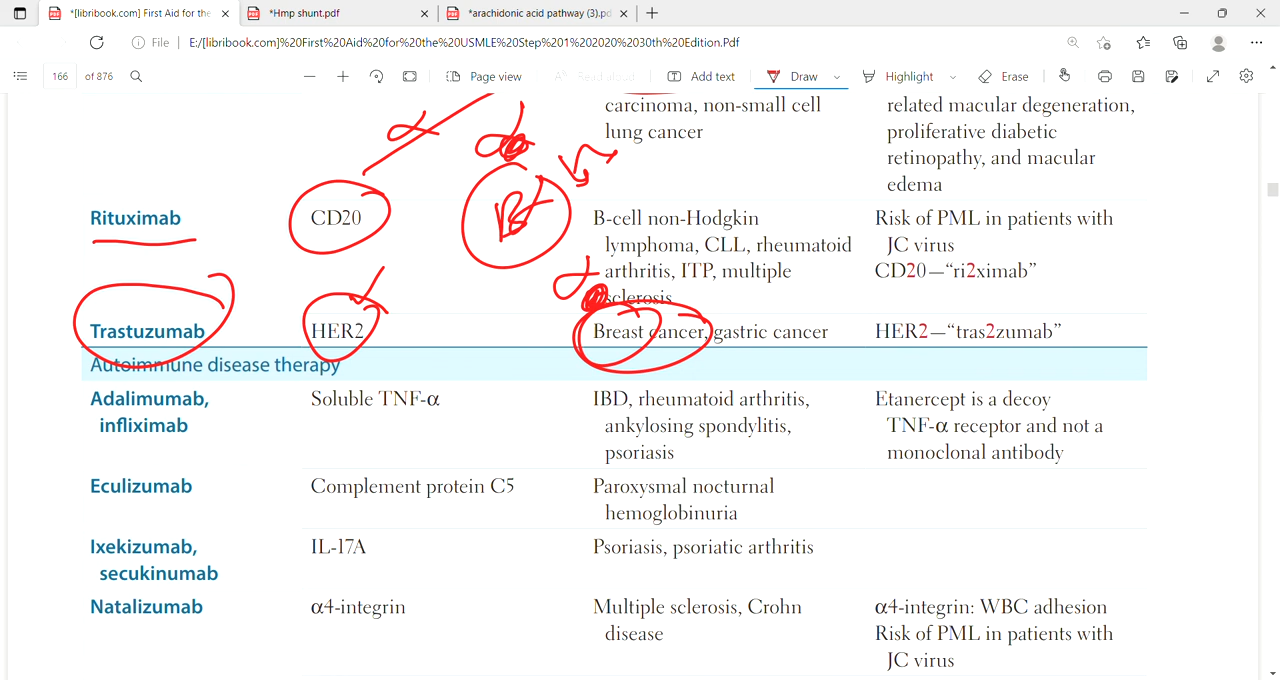 *[libribook.com] First Aid for the
*Hmp shunt.pdf
*arachidonic acid pathway (3).pd
File
E:/[libribook.com]%20First%20Aid%20for%20the%20USMLE%20Step%201%202020%2030th%20Edition.Pdf
166 of 876
Page view
Read aloud
Add text
Draw
Highlight
Erase
carcinoma, non-small cell
lung cancer
related macular degeneration,
proliferative diabetic
retinopathy, and macular
edema
Rituximab
CD20
B-cell non-Hodgkin
lymphoma, CLL, rheumatoid
arthritis, ITP, multiple
sclerosis
Risk of PML in patients with
JC virus
CD20—“ri2ximab”
Trastuzumab
HER2
Breast cancer, gastric cancer
HER2—“tras2zumab”
Autoimmune disease therapy
Adalimumab,
infliximab
Soluble TNF-α
IBD, rheumatoid arthritis,
ankylosing spondylitis,
psoriasis
Etanercept is a decoy
TNF-α receptor and not a
monoclonal antibody
Eculizumab
Complement protein C5
Paroxysmal nocturnal
hemoglobinuria
Ixekizumab,
secukinumab
IL-17A
Psoriasis, psoriatic arthritis
Natalizumab
α4-integrin
Multiple sclerosis, Crohn
disease
α4-integrin: WBC adhesion
Risk of PML in patients with
JC virus